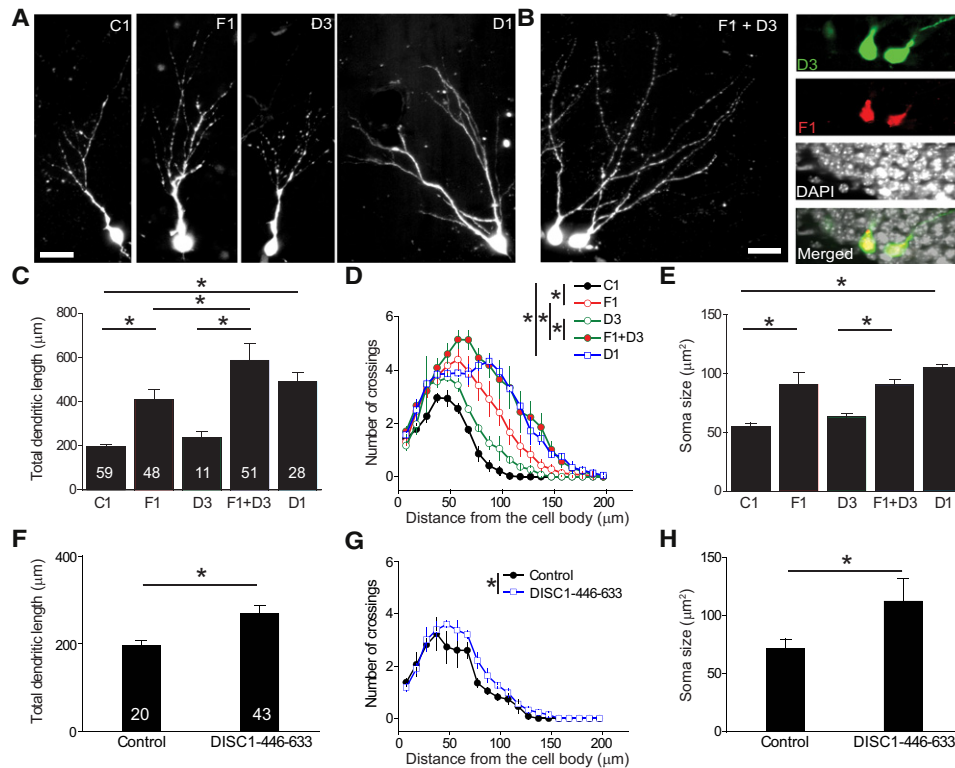 A
C1
F1
D3
D1
B
F1 + D3
D3
F1
DAPI
Merged
C
Total dendritic length (μm)
800
600
400
200
0
59
48
11
51
28
C1
F1
D3
F1+D3
D1
*
*
*
*
D
Number of crossings
6
4
2
0
0
50
100
150
200
Distance from the cell body (μm)
* * * *
C1
F1
D3
F1+D3
D1
E
Soma size (μm²)
150
100
50
0
C1
F1
D3
F1+D3
D1
*
*
*
F
Total dendritic length (μm)
400
200
0
20
43
Control
DISC1-446-633
*
G
Number of crossings
6
4
2
0
0
50
100
150
200
Distance from the cell body (μm)
*
Control
DISC1-446-633
H
Soma size (μm²)
150
100
50
0
Control
DISC1-446-633
*